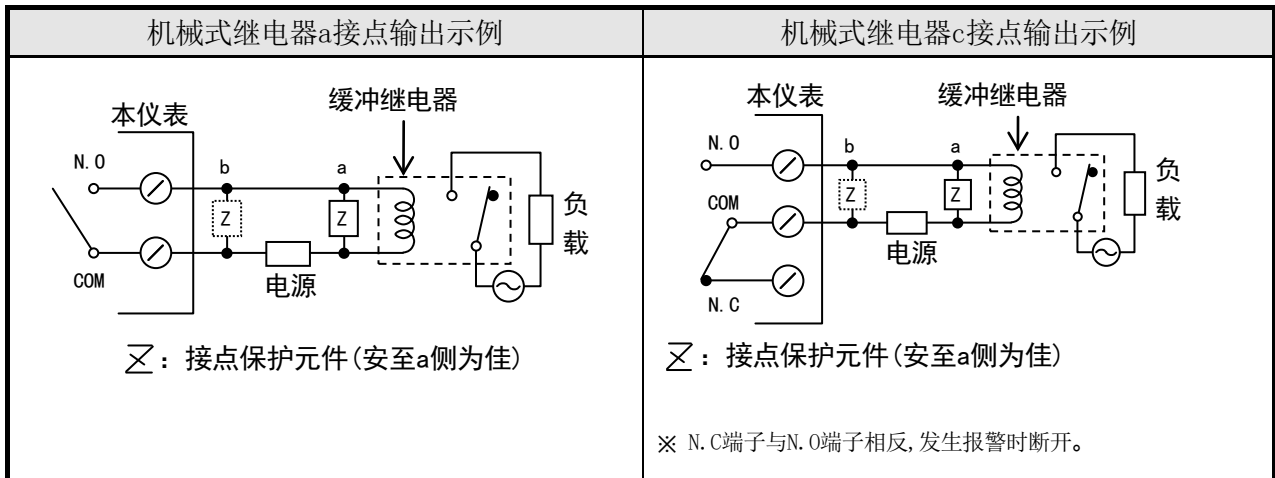 机械式继电器a接点输出示例
缓冲继电器
本仪表
N.O
b
a
Z
Z
负载
COM
电源
Z：接点保护元件(安至a侧为佳)
机械式继电器c接点输出示例
本仪表
缓冲继电器
N.O
b
a
Z
Z
负载
COM
电源
N.C
Z：接点保护元件(安至a侧为佳)
※ N.C端子与N.O端子相反,发生报警时断开。